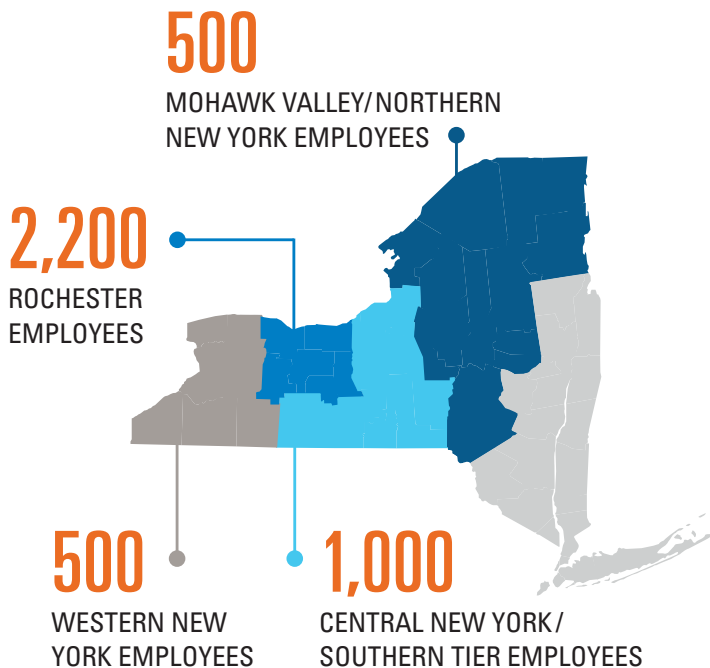 500
MOHAWK VALLEY/NORTHERN
NEW YORK EMPLOYEES
2,200
ROCHESTER
EMPLOYEES
500
WESTERN NEW
YORK EMPLOYEES
1,000
CENTRAL NEW YORK/
SOUTHERN TIER EMPLOYEES